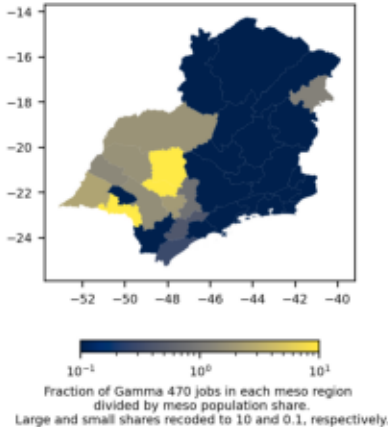 −14
−16
−18
−20
−22
−24
−52 −50 −48 −46 −44 −42 −40
10⁻¹ 10⁰ 10¹
Fraction of Gamma 470 jobs in each meso region
divided by meso population share.
Large and small shares recoded to 10 and 0.1, respectively.